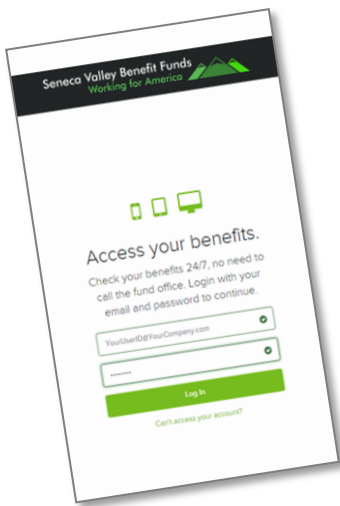 Seneca Valley Benefit Funds
Working for America
Access your benefits.
Check your benefits 24/7, no need to
call the fund office. Login with your
email and password to continue.
YourUserID@YourCompany.com
········
Log In
Can't access your account?